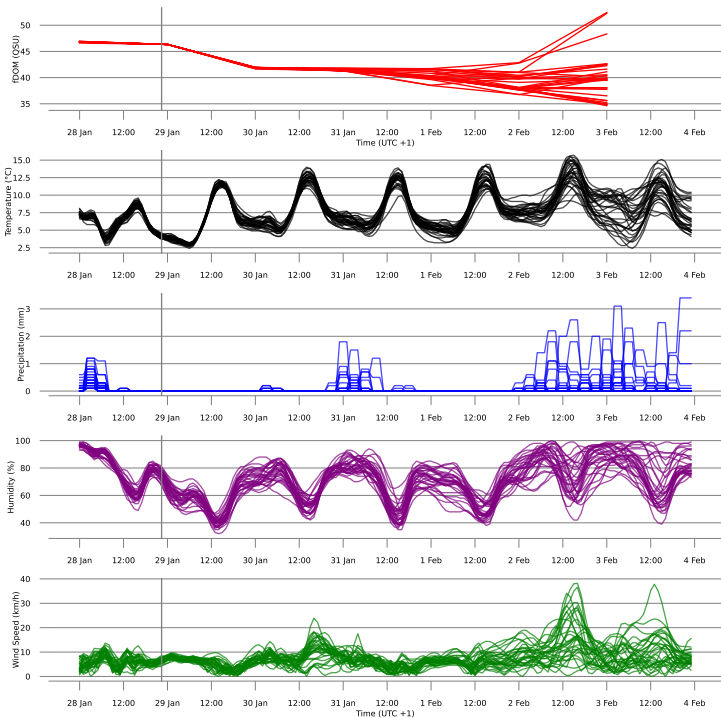 fDOM (QSU)
50
45
40
35
28 Jan 12:00 29 Jan 12:00 30 Jan 12:00 31 Jan 12:00 1 Feb 12:00 2 Feb 12:00 3 Feb 12:00 4 Feb
Time (UTC +1)
Temperature (°C)
15.0
12.5
10.0
7.5
5.0
2.5
28 Jan 12:00 29 Jan 12:00 30 Jan 12:00 31 Jan 12:00 1 Feb 12:00 2 Feb 12:00 3 Feb 12:00 4 Feb
Precipitation (mm)
3
2
1
0
28 Jan 12:00 29 Jan 12:00 30 Jan 12:00 31 Jan 12:00 1 Feb 12:00 2 Feb 12:00 3 Feb 12:00 4 Feb
Humidity (%)
100
80
60
40
28 Jan 12:00 29 Jan 12:00 30 Jan 12:00 31 Jan 12:00 1 Feb 12:00 2 Feb 12:00 3 Feb 12:00 4 Feb
Wind Speed (km/h)
40
30
20
10
0
28 Jan 12:00 29 Jan 12:00 30 Jan 12:00 31 Jan 12:00 1 Feb 12:00 2 Feb 12:00 3 Feb 12:00 4 Feb
Time (UTC +1)